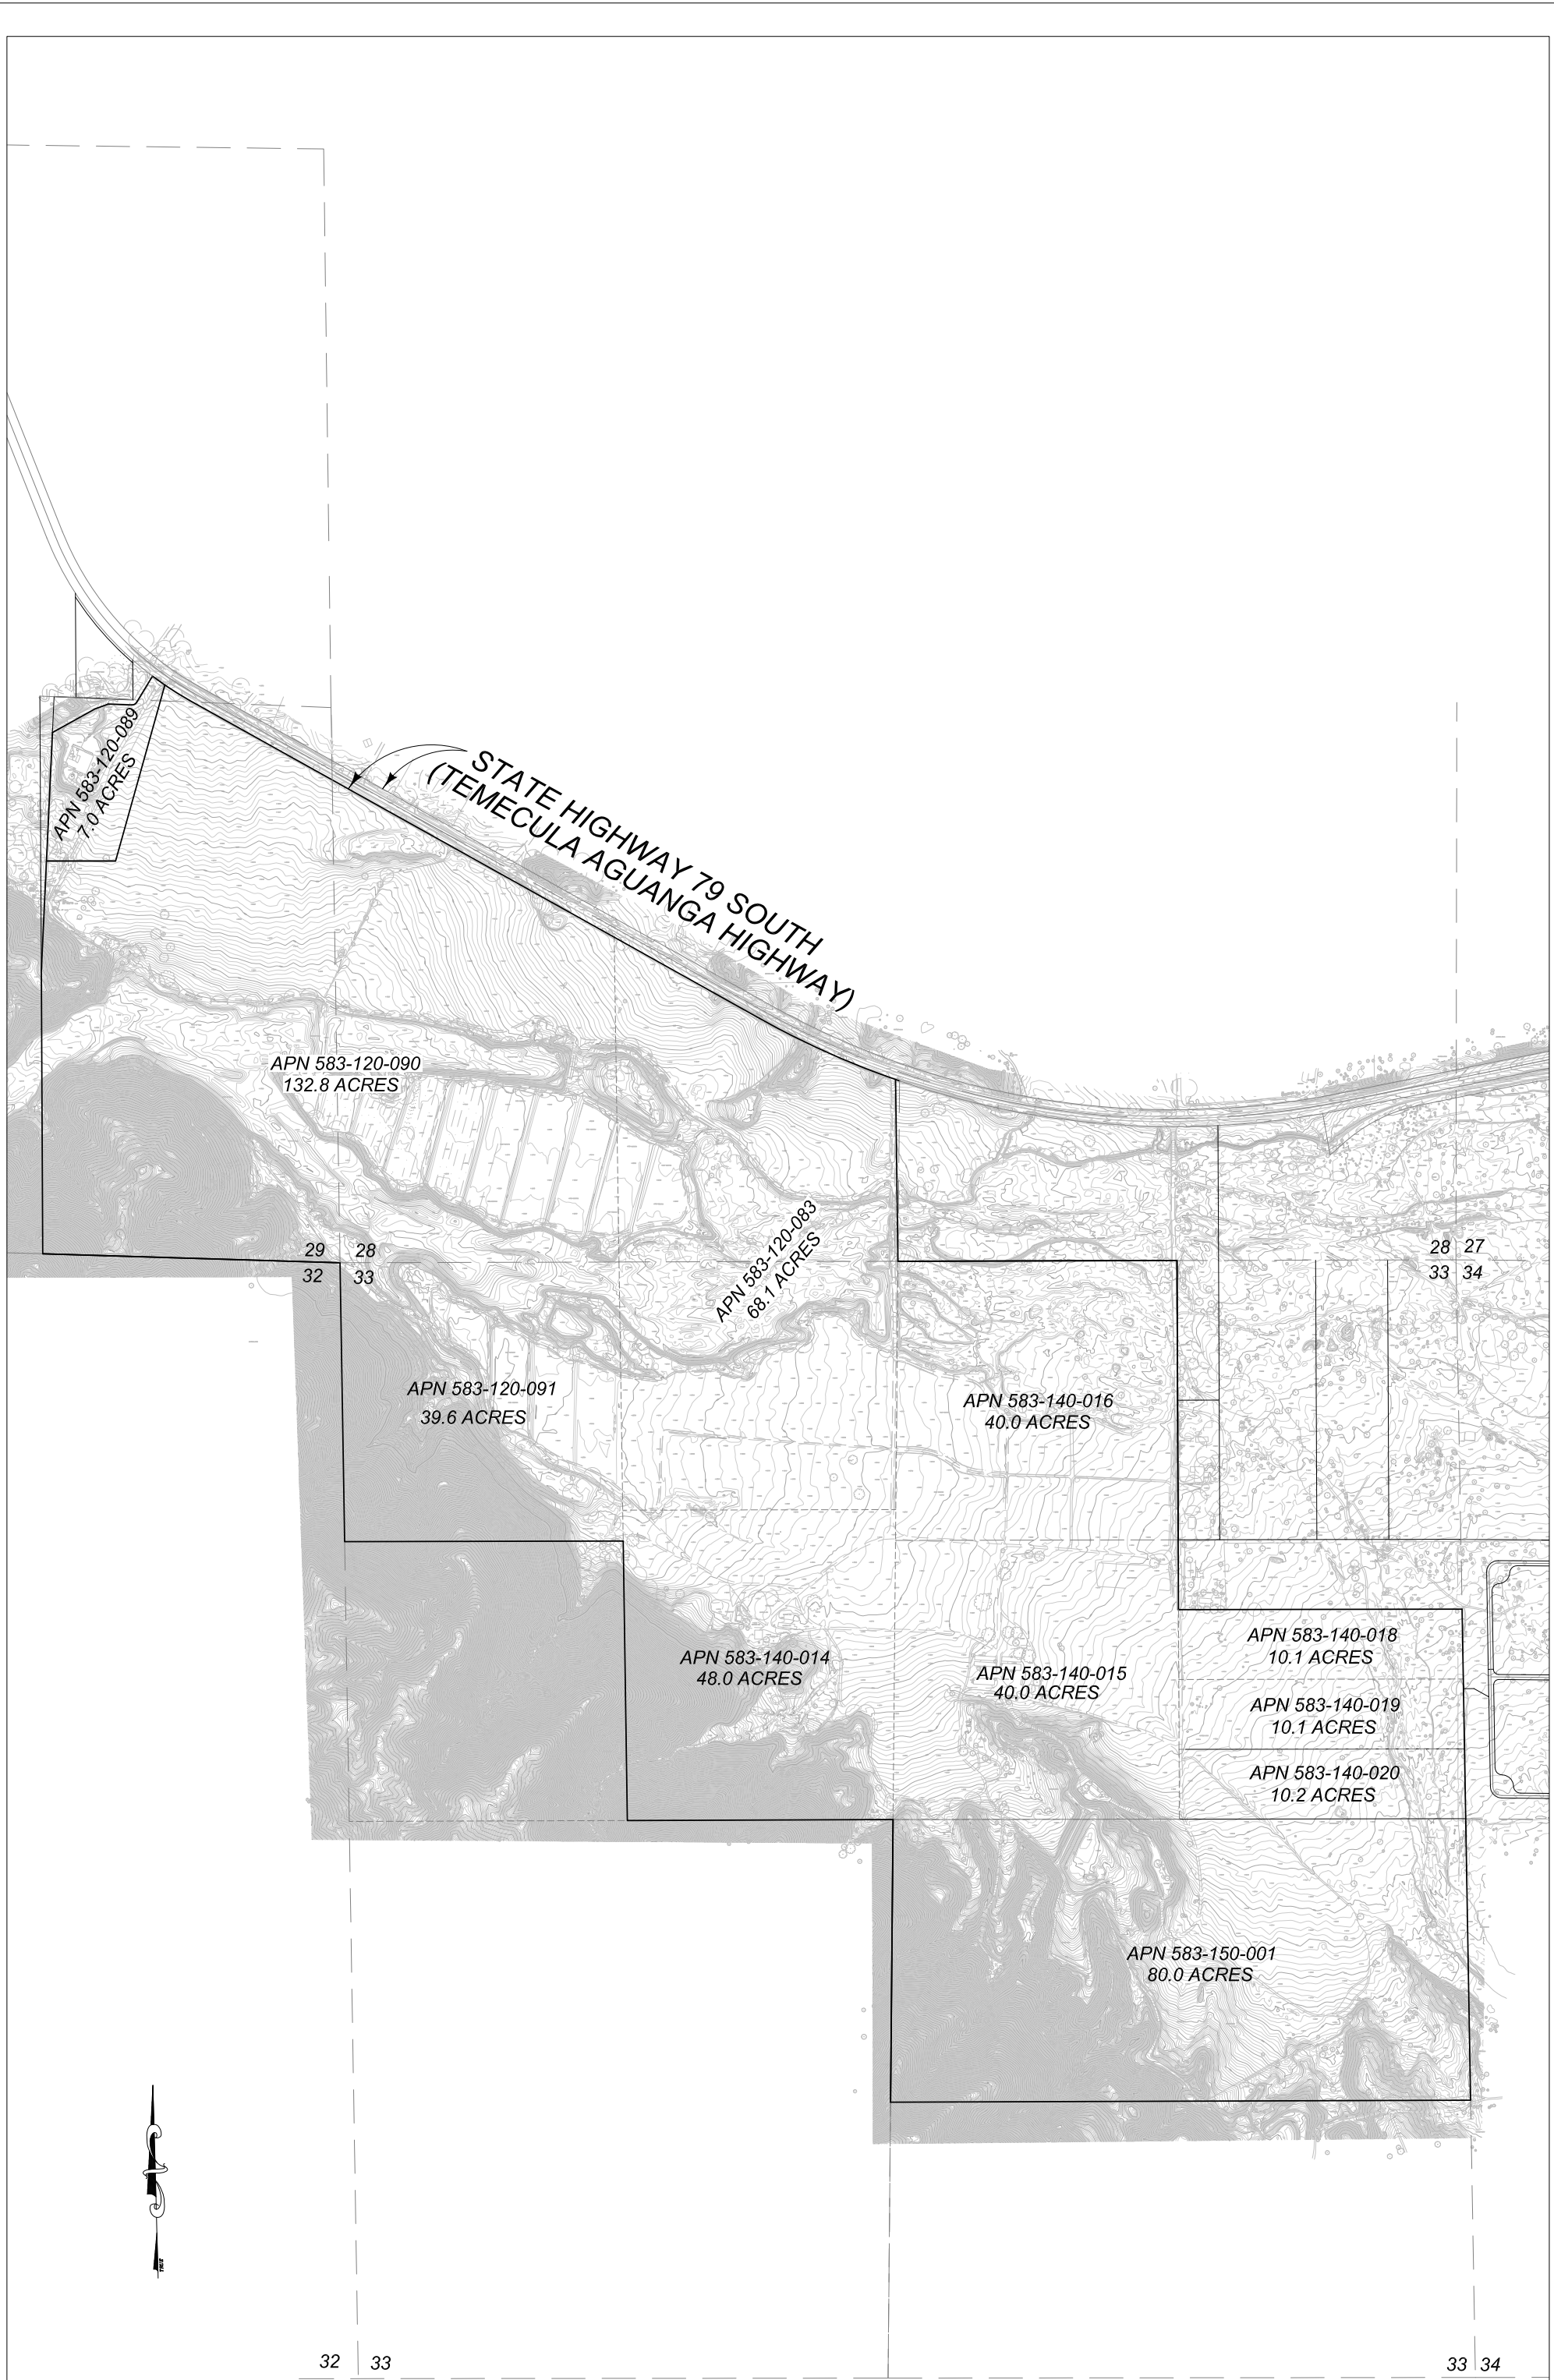 APN 583-120-089
7.0 ACRES
STATE HIGHWAY 79 SOUTH
(TEMECULA AGUANGA HIGHWAY)
APN 583-120-090
132.8 ACRES
APN 583-120-083
68.1 ACRES
29 28
32 33
28 27
33 34
APN 583-120-091
39.6 ACRES
APN 583-140-016
40.0 ACRES
APN 583-140-014
48.0 ACRES
APN 583-140-015
40.0 ACRES
APN 583-140-018
10.1 ACRES
APN 583-140-019
10.1 ACRES
APN 583-140-020
10.2 ACRES
APN 583-150-001
80.0 ACRES
32 33
33 34